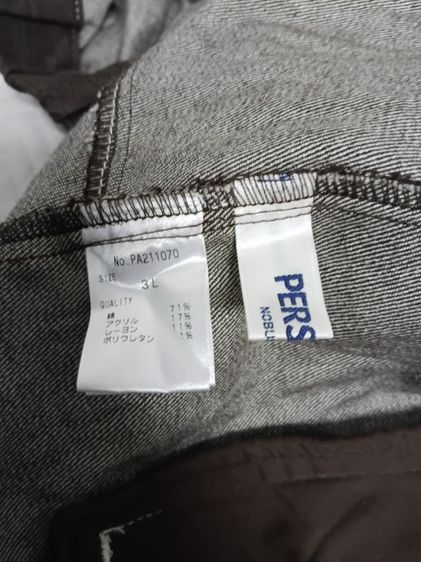 No.PA211070
SIZE
3L
QUALITY
綿 71%
アクリル 17%
レーヨン 11%
ポリウレタン 1%
PERS
NOBU